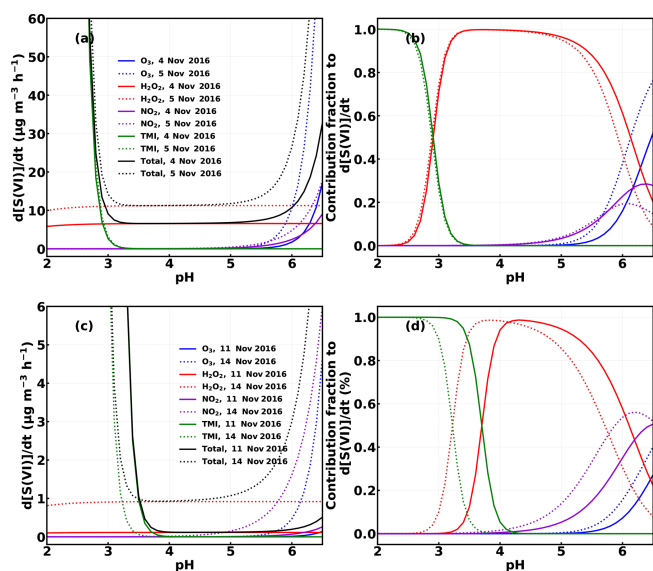 (a)
d[S(VI)]/dt (µg m⁻³ h⁻¹)
60
50
40
30
20
10
0
O₃, 4 Nov 2016
O₃, 5 Nov 2016
H₂O₂, 4 Nov 2016
H₂O₂, 5 Nov 2016
NO₂, 4 Nov 2016
NO₂, 5 Nov 2016
TMI, 4 Nov 2016
TMI, 5 Nov 2016
Total, 4 Nov 2016
Total, 5 Nov 2016
2 3 4 5 6
pH
(b)
Contribution fraction to
d[S(VI)]/dt
1.0
0.8
0.6
0.4
0.2
0.0
2 3 4 5 6
pH
(c)
d[S(VI)]/dt (µg m⁻³ h⁻¹)
6
5
4
3
2
1
0
O₃, 11 Nov 2016
O₃, 14 Nov 2016
H₂O₂, 11 Nov 2016
H₂O₂, 14 Nov 2016
NO₂, 11 Nov 2016
NO₂, 14 Nov 2016
TMI, 11 Nov 2016
TMI, 14 Nov 2016
Total, 11 Nov 2016
Total, 14 Nov 2016
2 3 4 5 6
pH
(d)
Contribution fraction to
d[S(VI)]/dt (%)
1.0
0.8
0.6
0.4
0.2
0.0
2 3 4 5 6
pH